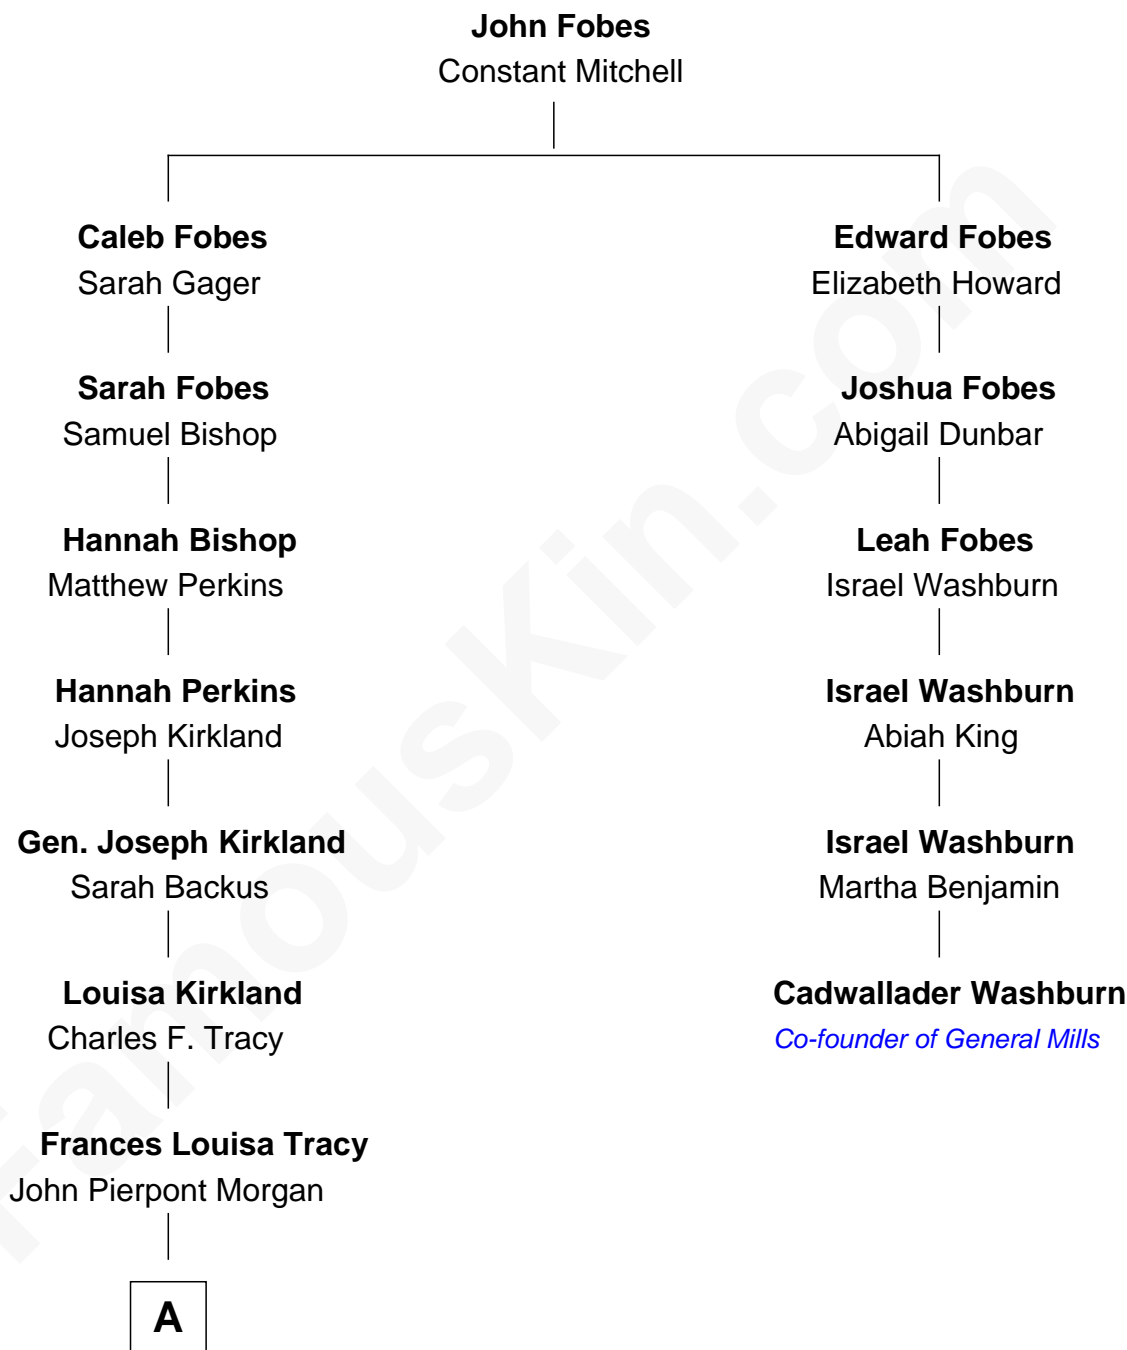 John Fobes
Constant Mitchell
Caleb Fobes
Sarah Gager
Sarah Fobes
Samuel Bishop
Hannah Bishop
Matthew Perkins
Hannah Perkins
Joseph Kirkland
Gen. Joseph Kirkland
Sarah Backus
Louisa Kirkland
Charles F. Tracy
Frances Louisa Tracy
John Pierpont Morgan
A
Edward Fobes
Elizabeth Howard
Joshua Fobes
Abigail Dunbar
Leah Fobes
Israel Washburn
Israel Washburn
Abiah King
Israel Washburn
Martha Benjamin
Cadwallader Washburn
Co-founder of General Mills
FamousKin.com